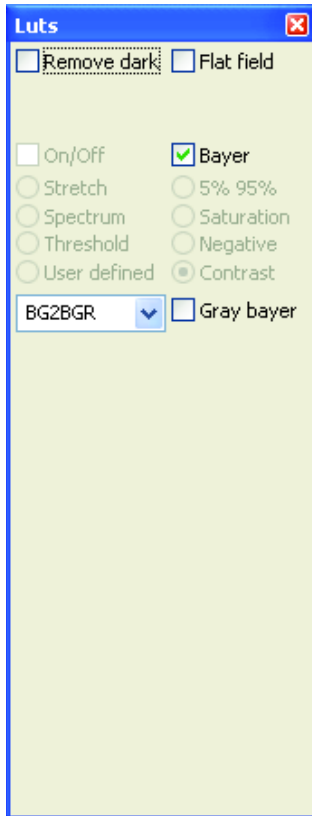 Luts
Remove dark Flat field
On/Off Bayer
Stretch 5% 95%
Spectrum Saturation
Threshold Negative
User defined Contrast
BG2BGR Gray bayer